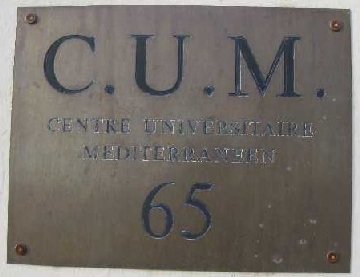 C.U.M.
CENTRE UNIVERSITAIRE
MEDITERRANEEN
65